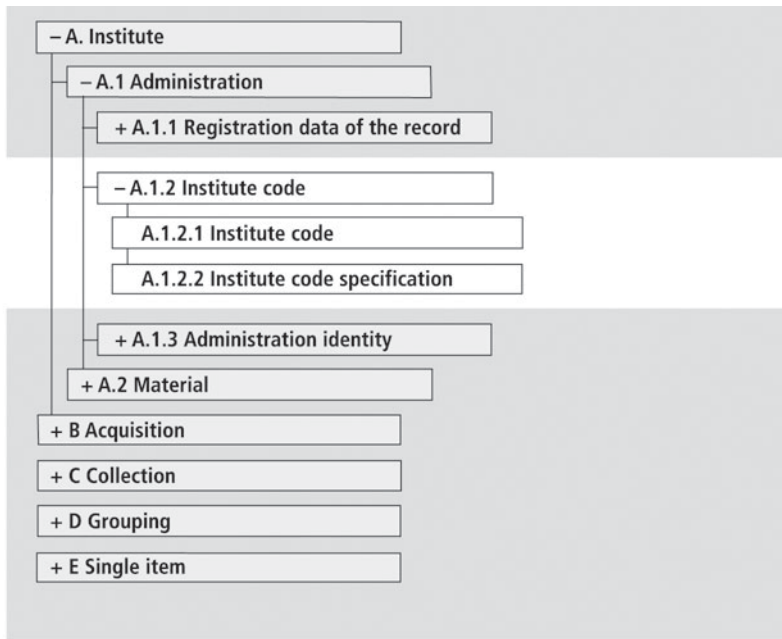 – A. Institute
– A.1 Administration
+ A.1.1 Registration data of the record
– A.1.2 Institute code
A.1.2.1 Institute code
A.1.2.2 Institute code specification
+ A.1.3 Administration identity
+ A.2 Material
+ B Acquisition
+ C Collection
+ D Grouping
+ E Single item